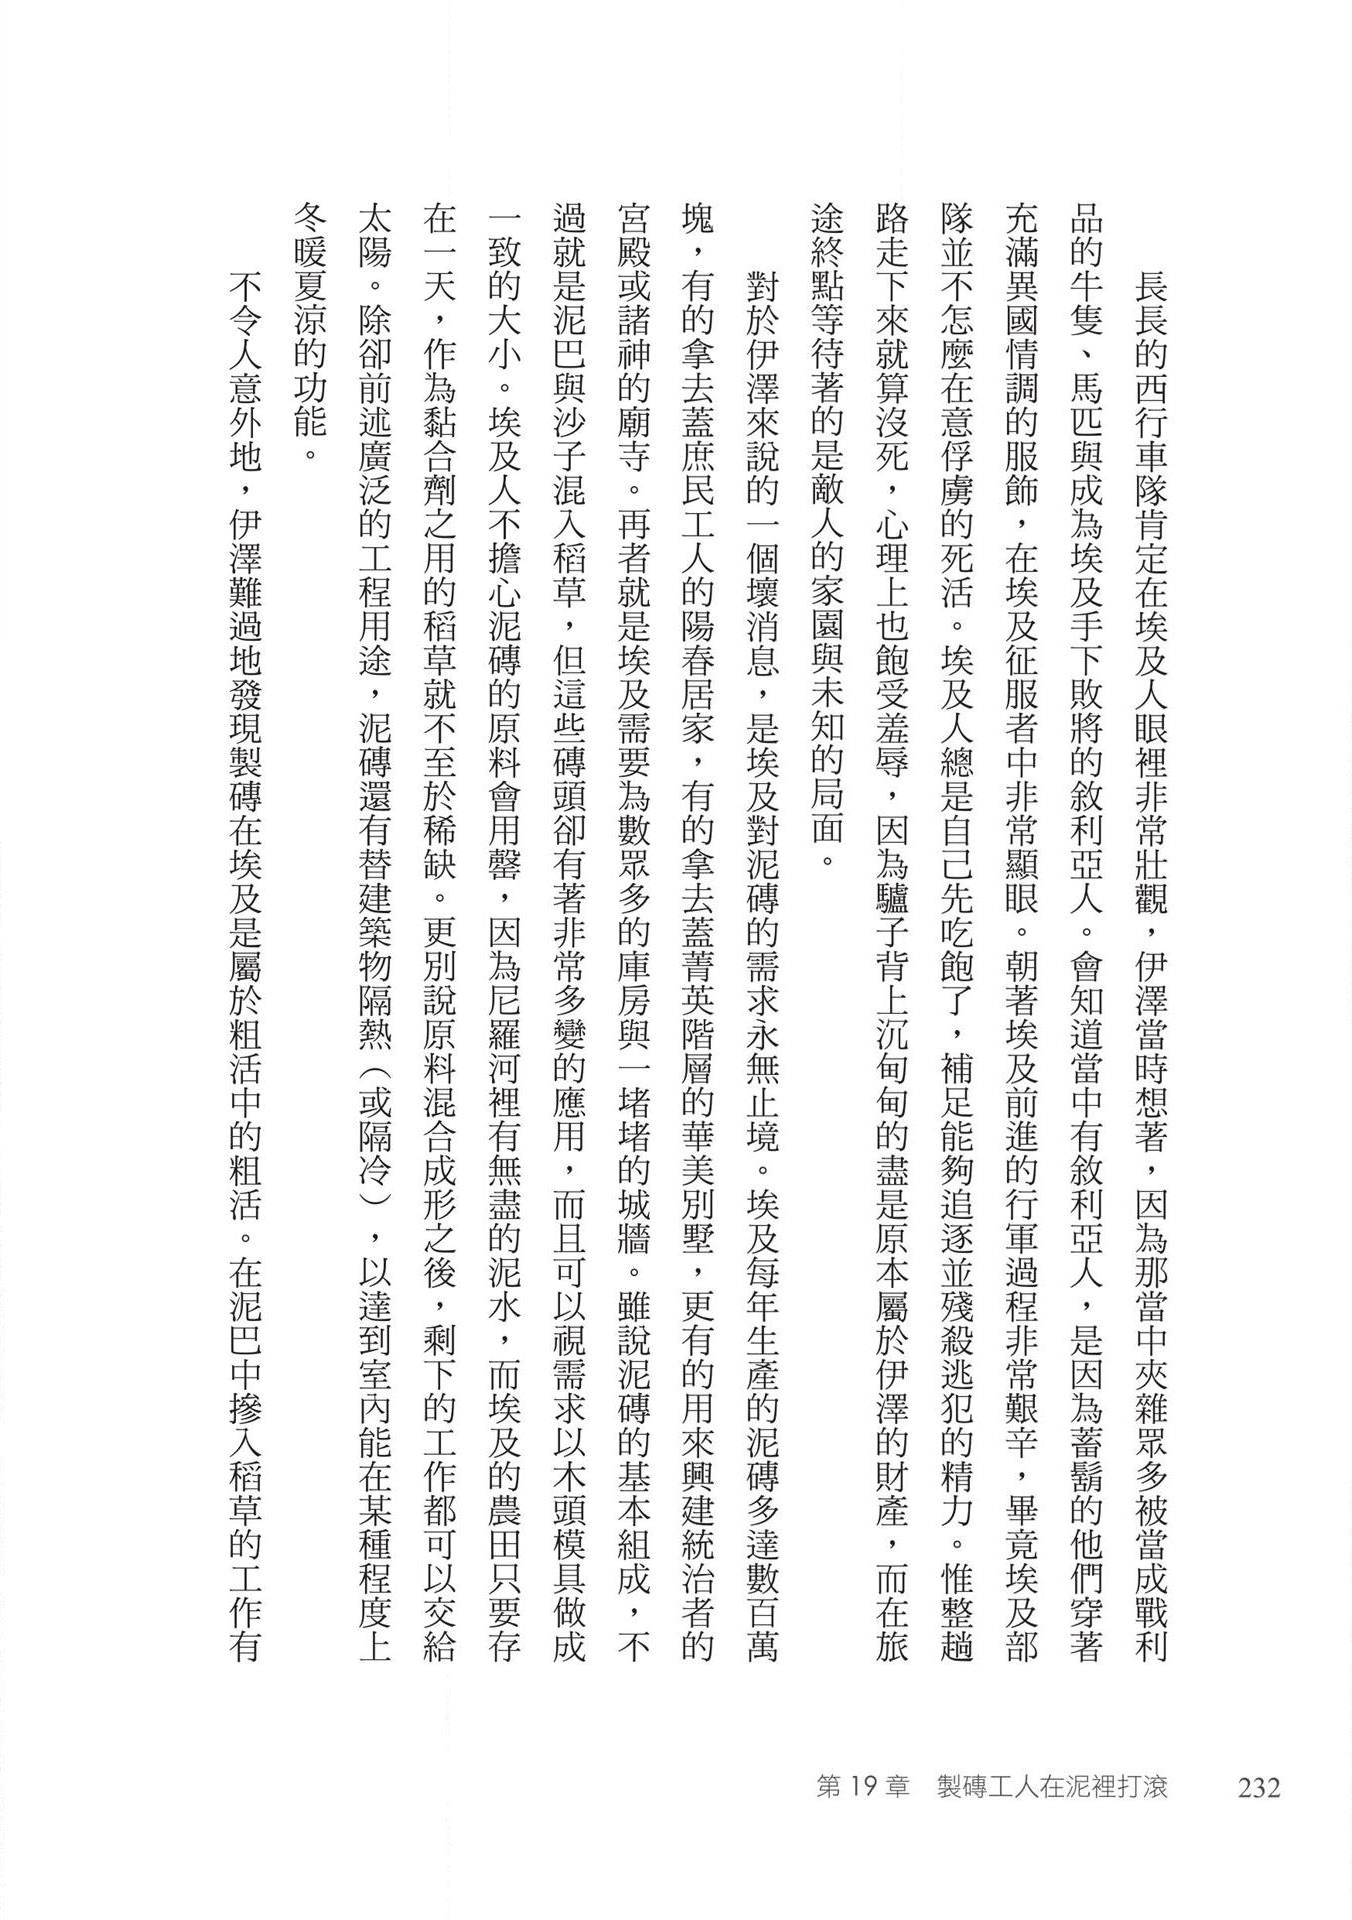 長長的西行車隊肯定在埃及人眼裡非常壯觀，伊澤當時想著，因為那當中夾雜眾多被當成戰利
品的牛隻、馬匹與成為埃及手下敗將的敘利亞人。會知道當中有敘利亞人，是因為蓄鬍的他們穿著
充滿異國情調的服飾，在埃及征服者中非常顯眼。朝著埃及前進的行軍過程非常艱辛，畢竟埃及部
隊並不怎麼在意俘虜的死活。埃及人總是自己先吃飽了，補足能夠追逐並殘殺逃犯的精力。惟整趟
路走下來就算沒死，心理上也飽受羞辱，因為驢子背上沉甸甸的盡是原本屬於伊澤的財產，而在旅
途終點等待著的是敵人的家園與未知的局面。
對於伊澤來說的一個壞消息，是埃及對泥磚的需求永無止境。埃及每年生產的泥磚多達數百萬
塊，有的拿去蓋庶民工人的陽春居家，有的拿去蓋菁英階層的華美別墅，更有的用來興建統治者的
宮殿或諸神的廟寺。再者就是埃及需要為數眾多的庫房與一堵堵的城牆。雖說泥磚的基本組成，不
過就是泥巴與沙子混入稻草，但這些磚頭卻有著非常多變的應用，而且可以視需求以木頭模具做成
一致的大小。埃及人不擔心泥磚的原料會用罄，因為尼羅河裡有無盡的泥水，而埃及的農田只要存
在一天，作為黏合劑之用的稻草就不至於稀缺。更別說原料混合成形之後，剩下的工作都可以交給
太陽。除卻前述廣泛的工程用途，泥磚還有替建築物隔熱（或隔冷），以達到室內能在某種程度上
冬暖夏涼的功能。
不令人意外地，伊澤難過地發現製磚在埃及是屬於粗活中的粗活。在泥巴中摻入稻草的工作有
第 19 章　製磚工人在泥裡打滾　232